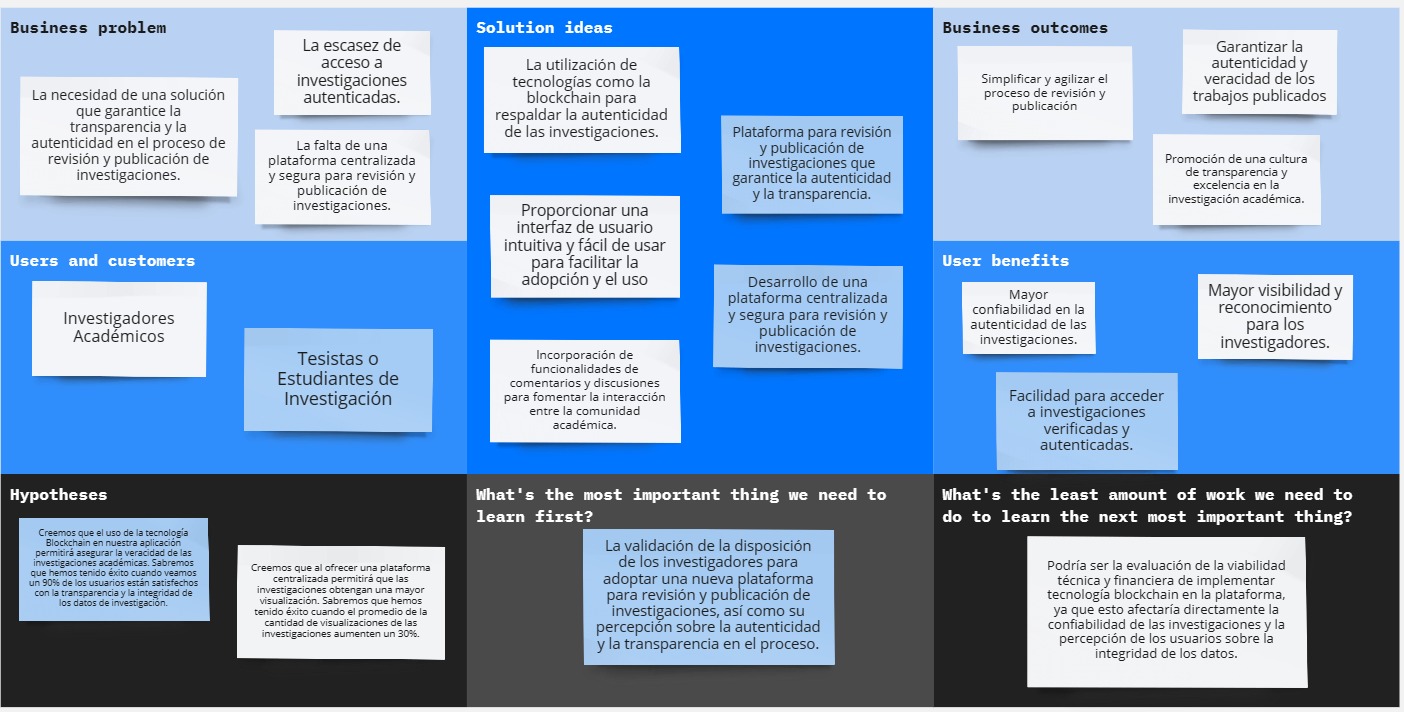 Business problem
La necesidad de una solución
que garantice la
transparencia y la
autenticidad en el proceso de
revisión y publicación de
investigaciones.
La escasez de
acceso a
investigaciones
autenticadas.
La falta de una
plataforma centralizada
y segura para revisión y
publicación de
investigaciones.
Solution ideas
La utilización de
tecnologías como la
blockchain para
respaldar la autenticidad
de las investigaciones.
Plataforma para revisión
y publicación de
investigaciones que
garantice la autenticidad
y la transparencia.
Proporcionar una
interfaz de usuario
intuitiva y fácil de usar
para facilitar la
adopción y el uso
Desarrollo de una
plataforma centralizada
y segura para revisión y
publicación de
investigaciones.
Incorporación de
funcionalidades de
comentarios y discusiones
para fomentar la interacción
entre la comunidad
académica.
Business outcomes
Simplificar y agilizar el
proceso de revisión y
publicación
Garantizar la
autenticidad y
veracidad de los
trabajos publicados
Promoción de una cultura
de transparencia y
excelencia en la
investigación académica.
Users and customers
Investigadores
Académicos
Tesistas o
Estudiantes de
Investigación
User benefits
Mayor
confiabilidad en la
autenticidad de las
investigaciones.
Mayor visibilidad y
reconocimiento
para los
investigadores.
Facilidad para acceder
a investigaciones
verificadas y
autenticadas.
Hypotheses
Creemos que el uso de la tecnología
Blockchain en nuestra aplicación
permitirá asegurar la veracidad de las
investigaciones académicas. Sabremos
que hemos tenido éxito cuando veamos
un 90% de los usuarios están satisfechos
con la transparencia y la integridad de
los datos de investigación.
Creemos que al ofrecer una plataforma
centralizada permitirá que las
investigaciones obtengan una mayor
visualización. Sabremos que hemos
tenido éxito cuando el promedio de la
cantidad de visualizaciones de las
investigaciones aumenten un 30%.
What's the most important thing we need to
learn first?
La validación de la disposición
de los investigadores para
adoptar una nueva plataforma
para revisión y publicación de
investigaciones, así como su
percepción sobre la autenticidad
y la transparencia en el proceso.
What's the least amount of work we need to
do to learn the next most important thing?
Podría ser la evaluación de la viabilidad
técnica y financiera de implementar
tecnología blockchain en la plataforma,
ya que esto afectaría directamente la
confiabilidad de las investigaciones y la
percepción de los usuarios sobre la
integridad de los datos.